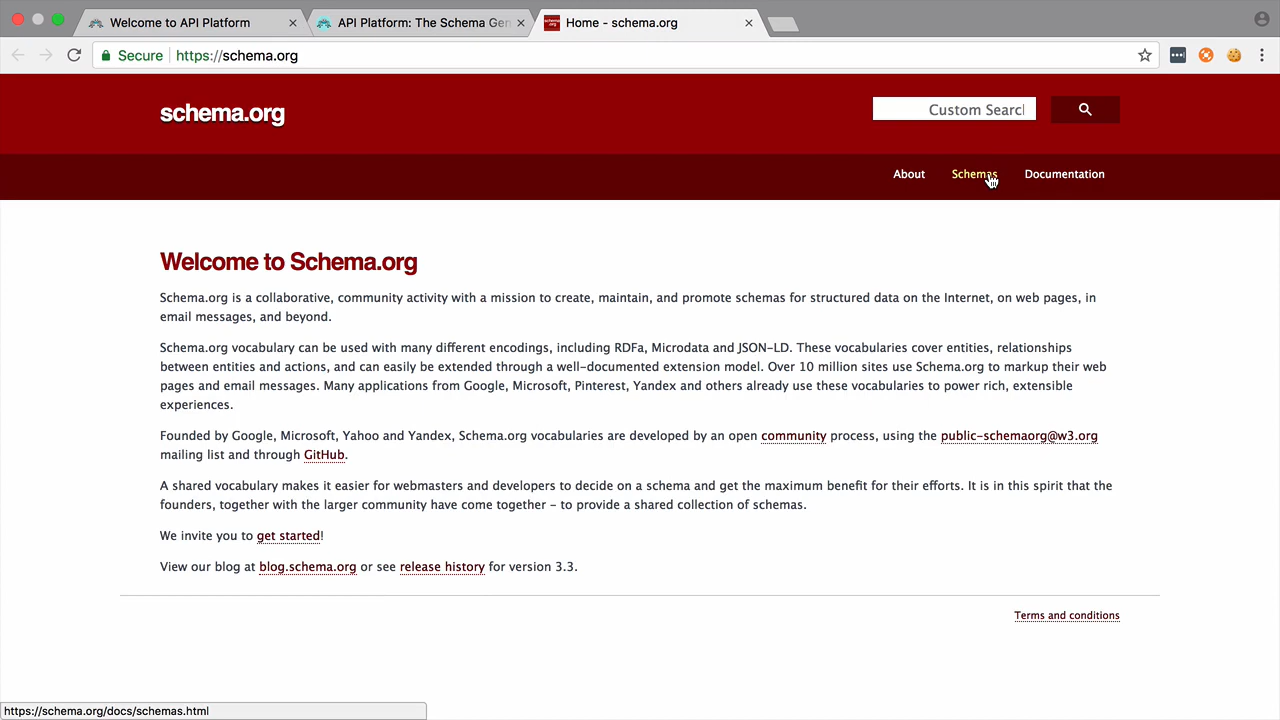 Welcome to API Platform
API Platform: The Schema Ger
Home - schema.org
Secure
https://schema.org
schema.org
Custom Search
About
Schemas
Documentation
Welcome to Schema.org
Schema.org is a collaborative, community activity with a mission to create, maintain, and promote schemas for structured data on the Internet, on web pages, in
email messages, and beyond.
Schema.org vocabulary can be used with many different encodings, including RDFa, Microdata and JSON-LD. These vocabularies cover entities, relationships
between entities and actions, and can easily be extended through a well-documented extension model. Over 10 million sites use Schema.org to markup their web
pages and email messages. Many applications from Google, Microsoft, Pinterest, Yandex and others already use these vocabularies to power rich, extensible
experiences.
Founded by Google, Microsoft, Yahoo and Yandex, Schema.org vocabularies are developed by an open community process, using the public-schemaorg@w3.org
mailing list and through GitHub.
A shared vocabulary makes it easier for webmasters and developers to decide on a schema and get the maximum benefit for their efforts. It is in this spirit that the
founders, together with the larger community have come together - to provide a shared collection of schemas.
We invite you to get started!
View our blog at blog.schema.org or see release history for version 3.3.
Terms and conditions
https://schema.org/docs/schemas.html